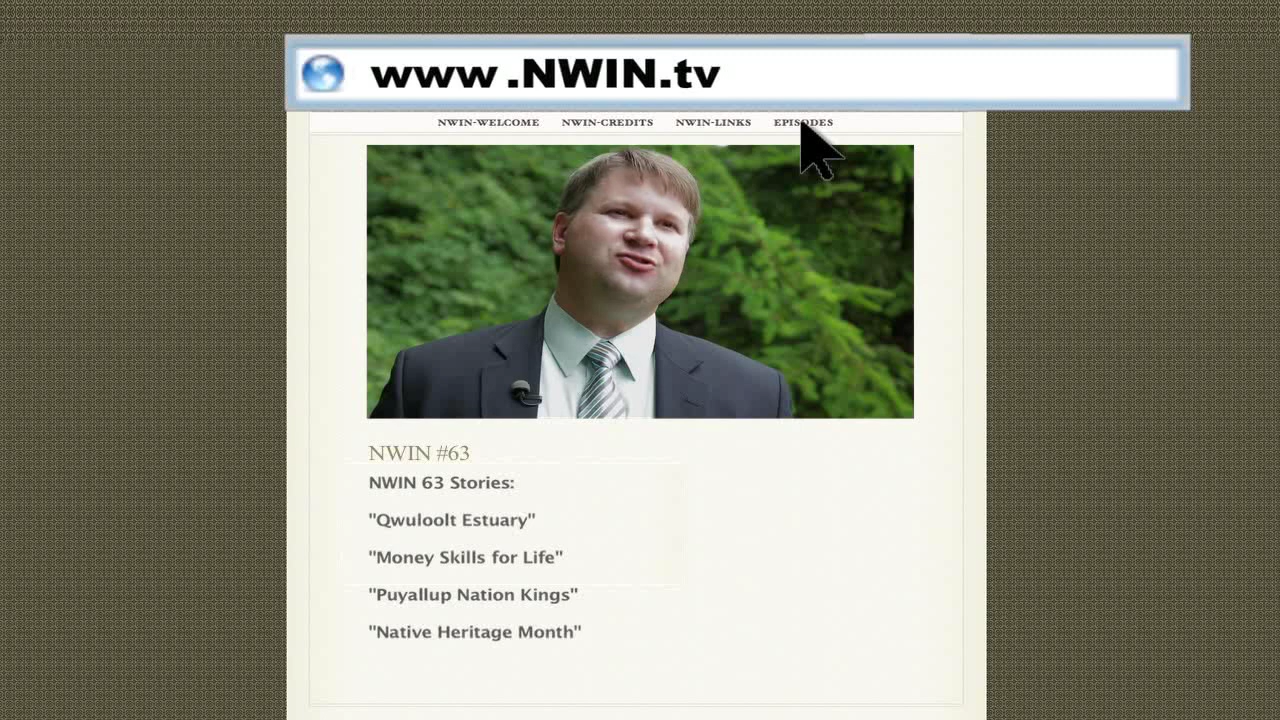 www.NWIN.tv
NWIN-WELCOME NWIN-CREDITS NWIN-LINKS EPISODES
NWIN #63
NWIN 63 Stories:
"Qwuloolt Estuary"
"Money Skills for Life"
"Puyallup Nation Kings"
"Native Heritage Month"